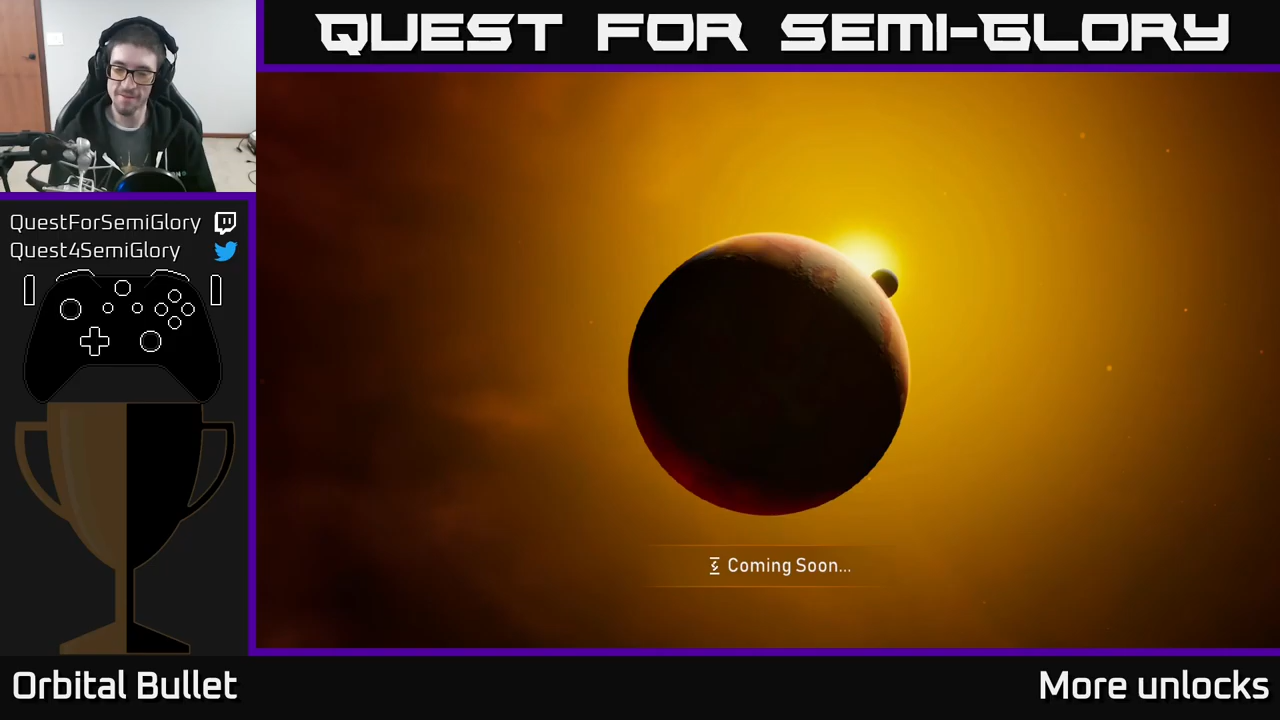 QUEST FOR SEMI-GLORY
QuestForSemiGlory
Quest4SemiGlory
Coming Soon...
Orbital Bullet
More unlocks